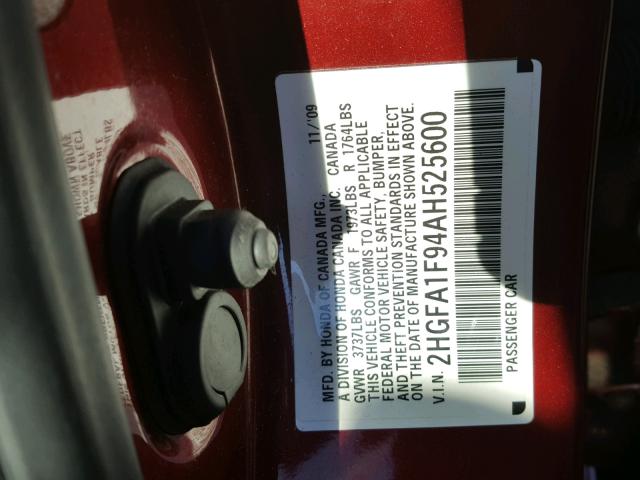 MFD. BY HONDA OF CANADA MFG., 11/'09
A DIVISION OF HONDA CANADA INC. CANADA
GVWR 3737LBS GAWR F 1973LBS R 1764LBS
THIS VEHICLE CONFORMS TO ALL APPLICABLE
FEDERAL MOTOR VEHICLE SAFETY, BUMPER,
AND THEFT PREVENTION STANDARDS IN EFFECT
ON THE DATE OF MANUFACTURE SHOWN ABOVE.
V.I.N. 2HGFA1F94AH525600
PASSENGER CAR